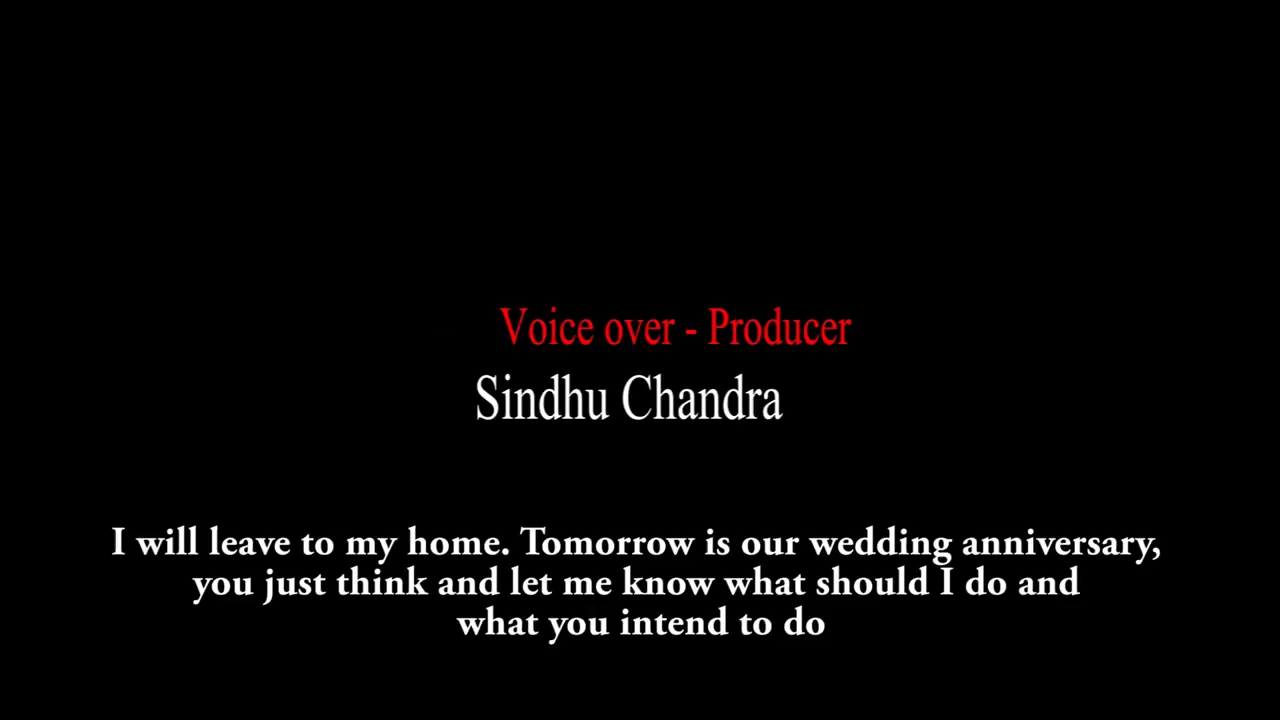 Voice over - Producer
Sindhu Chandra
I will leave to my home. Tomorrow is our wedding anniversary,
you just think and let me know what should I do and
what you intend to do